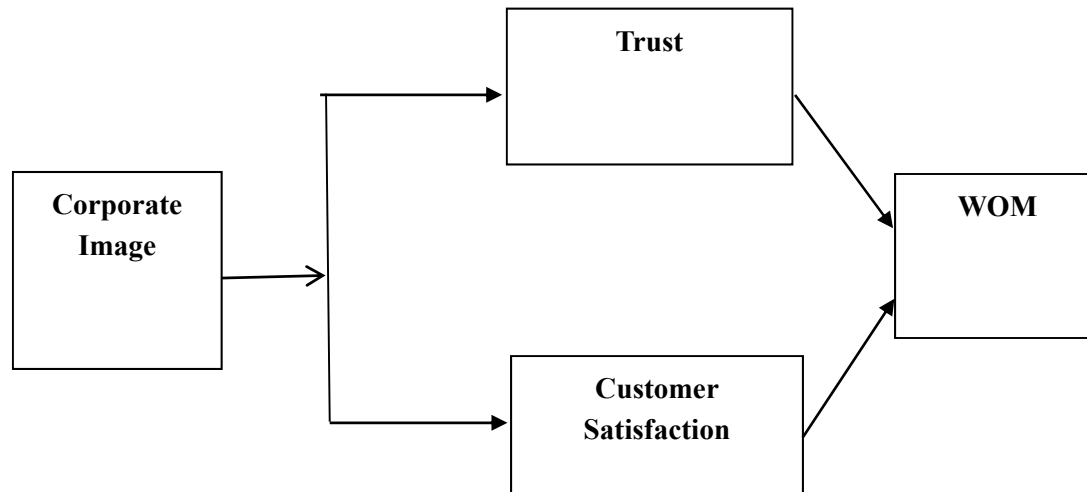 Trust
Corporate
Image
WOM
Customer
Satisfaction